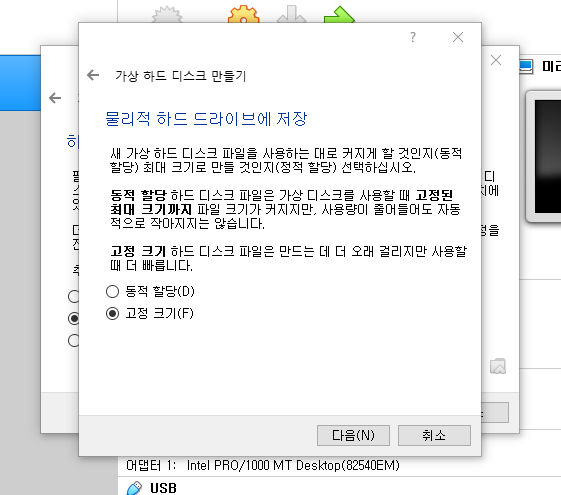 ?
가상 하드 디스크 만들기
물리적 하드 드라이브에 저장
새 가상 하드 디스크 파일을 사용하는 대로 커지게 할 것인지(동적
할당) 최대 크기로 만들 것인지(정적 할당) 선택하십시오.
동적 할당 하드 디스크 파일은 가상 디스크를 사용할 때 고정된
최대 크기까지 파일 크기가 커지지만, 사용량이 줄어들어도 자동
적으로 작아지지는 않습니다.
고정 크기 하드 디스크 파일은 만드는 데 더 오래 걸리지만 사용할
때 더 빠릅니다.
동적 할당(D)
고정 크기(F)
다음(N)
취소
미리
디
치에
정을
어댑터 1: Intel PRO/1000 MT Desktop(82540EM)
USB